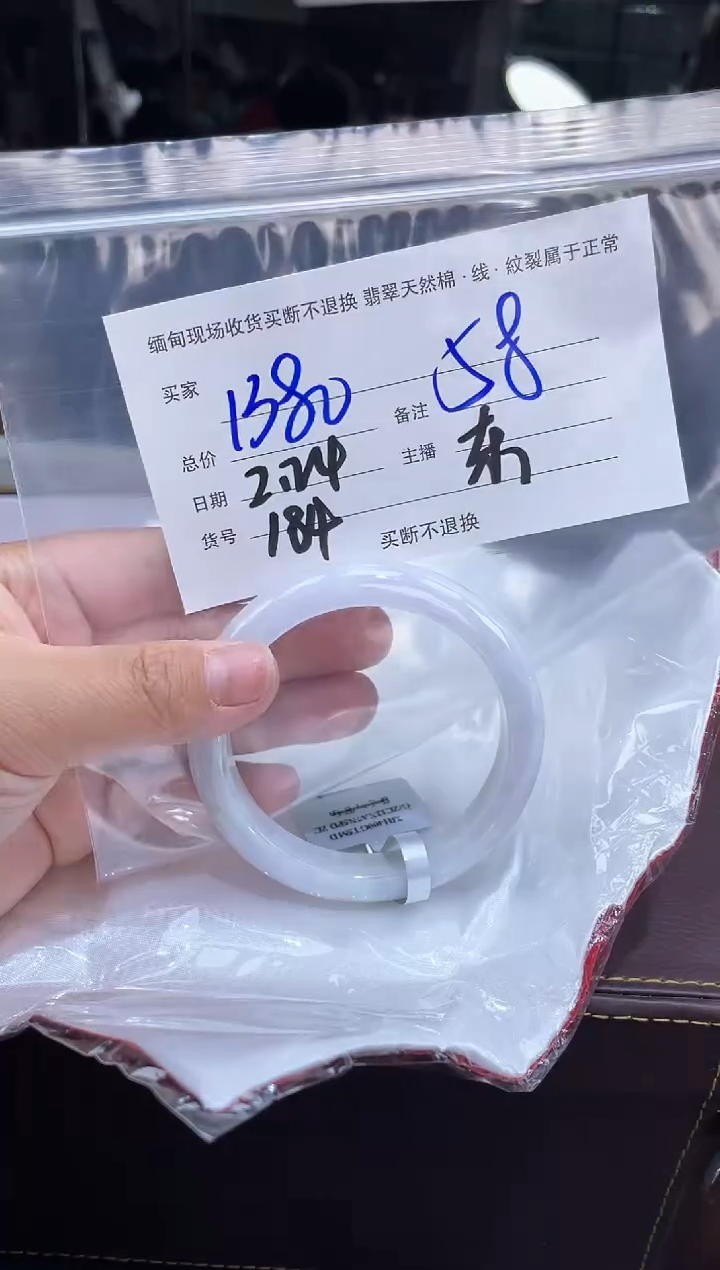 缅甸现场收货买断不退换 翡翠天然棉·线·紋裂属于正常
买家
总价 1380 备注 58
日期 2.24 主播 东
货号 184 买断不退换